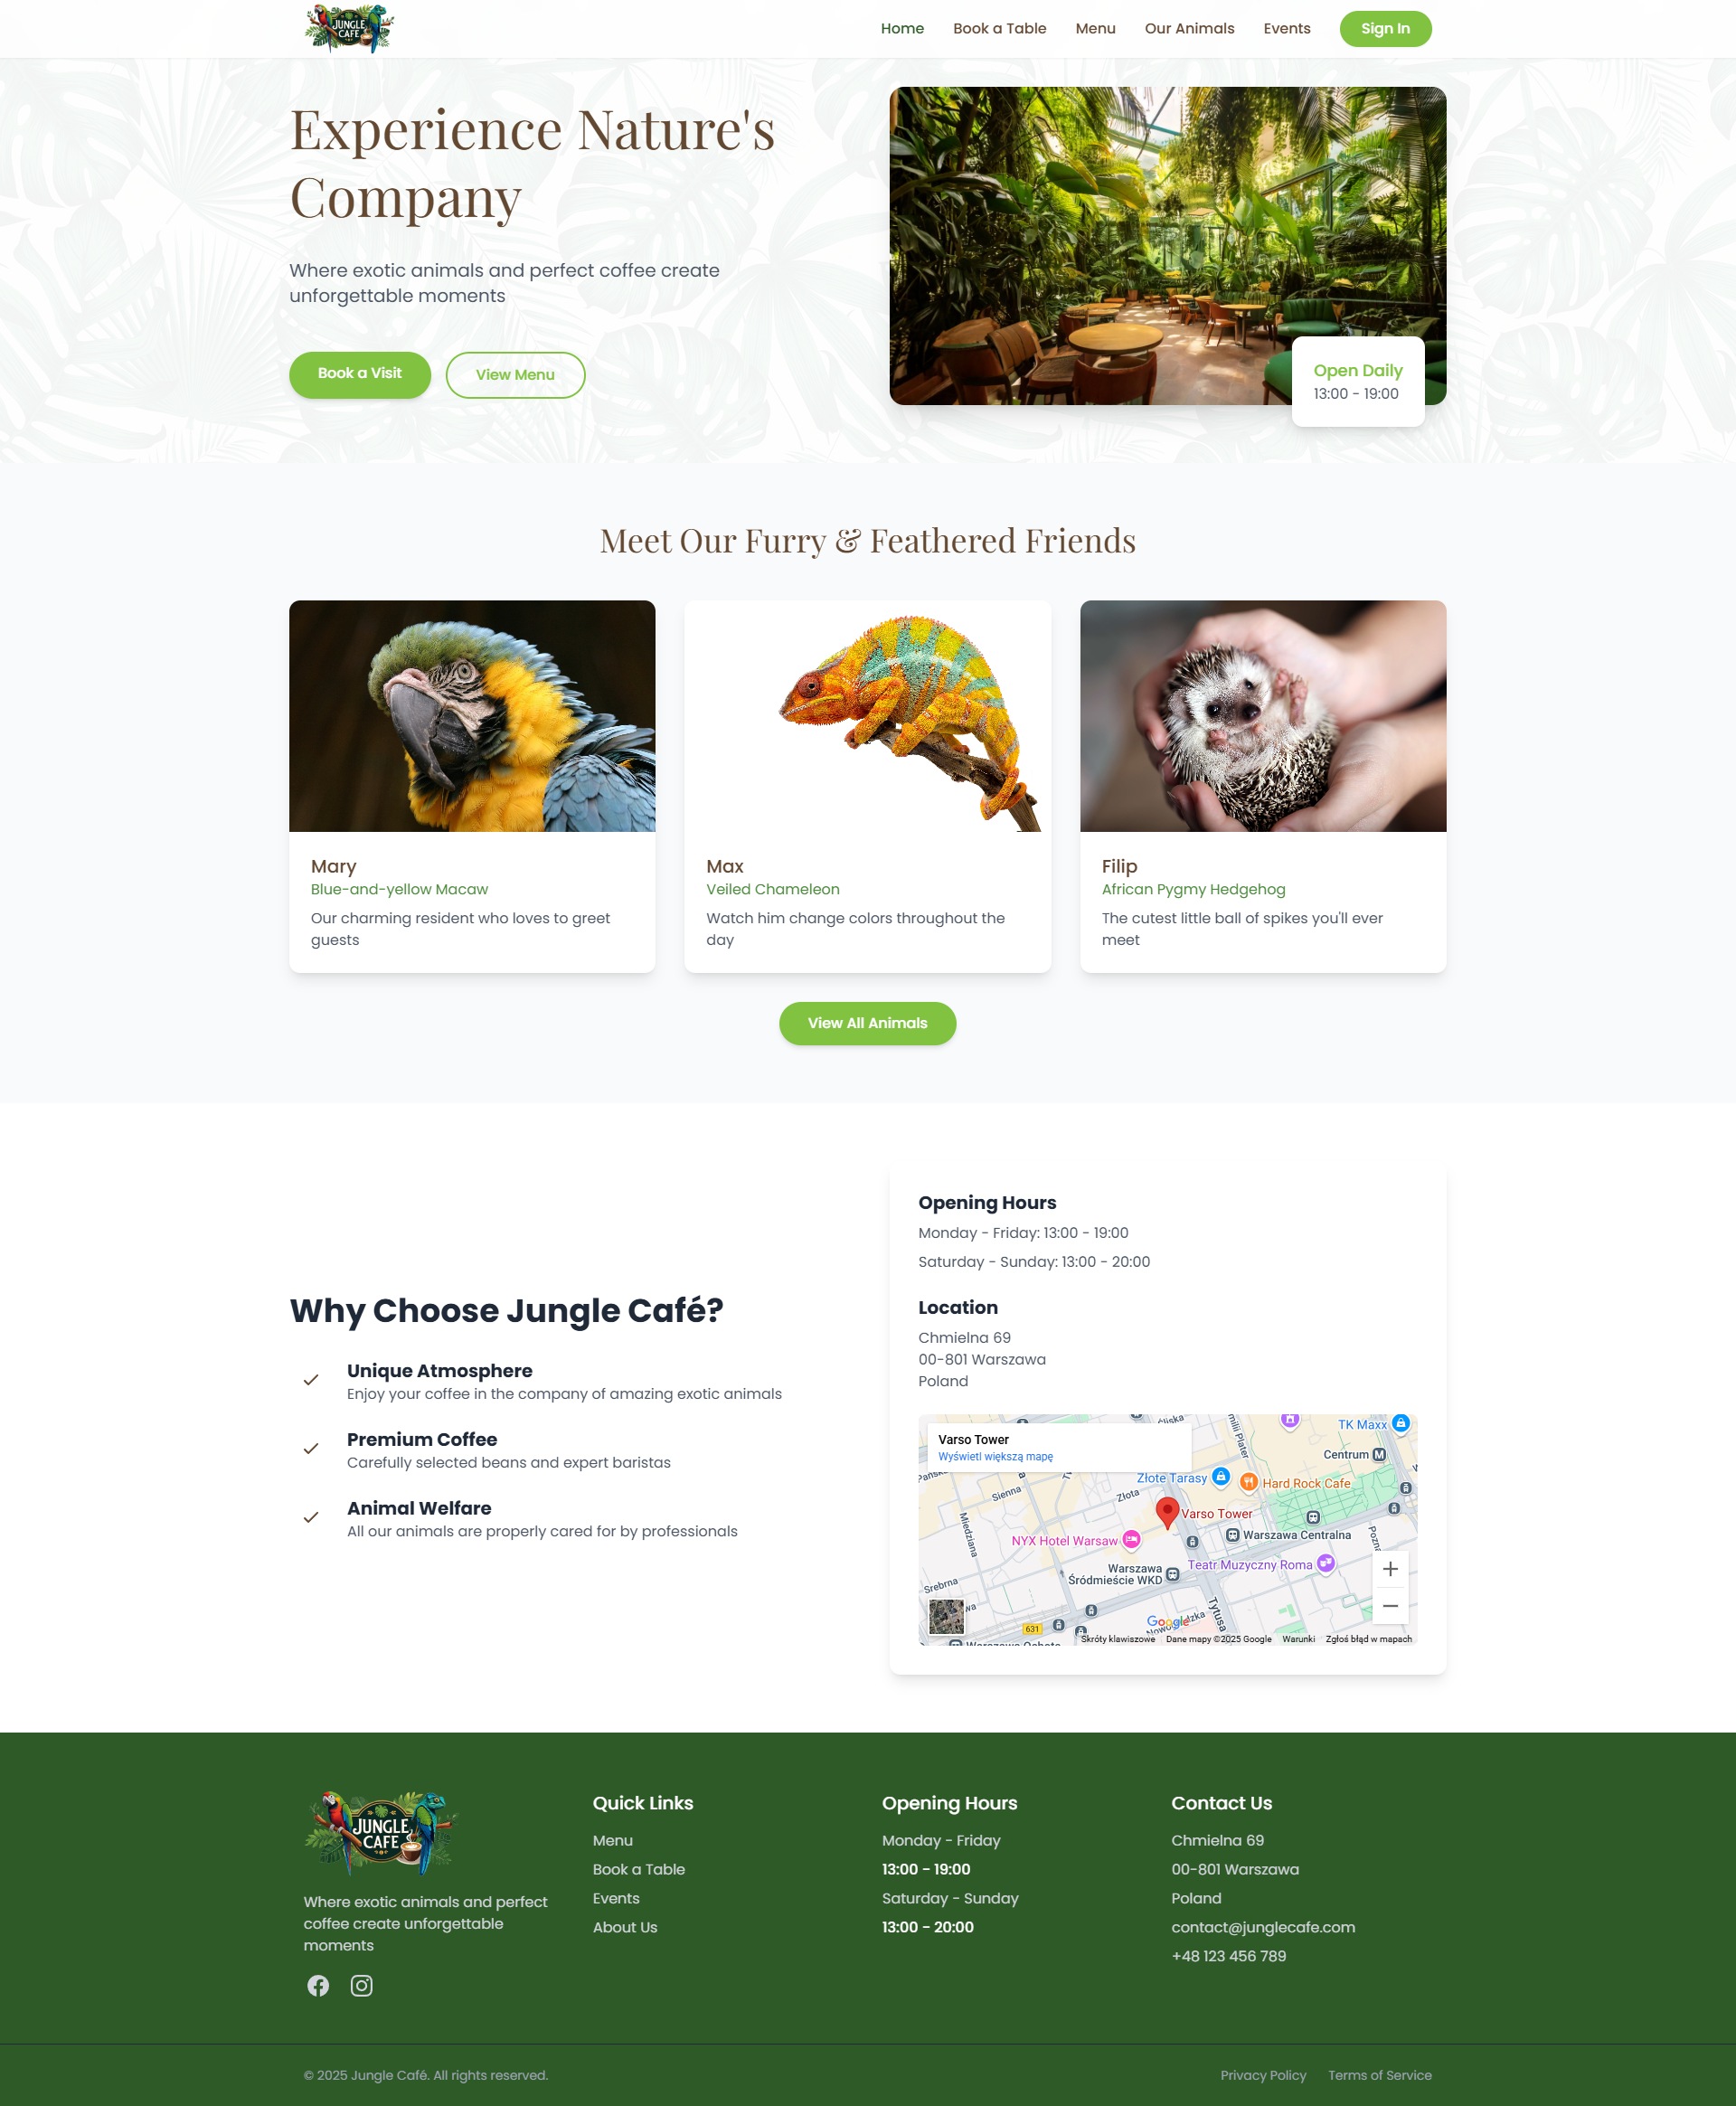 JUNGLE
CAFE
Home
Book a Table
Menu
Our Animals
Events
Sign In
Experience Nature's
Company
Where exotic animals and perfect coffee create
unforgettable moments
Book a Visit
View Menu
Open Daily
13:00 - 19:00
Meet Our Furry & Feathered Friends
Mary
Blue-and-yellow Macaw
Our charming resident who loves to greet
guests
Max
Veiled Chameleon
Watch him change colors throughout the
day
Filip
African Pygmy Hedgehog
The cutest little ball of spikes you'll ever
meet
View All Animals
Why Choose Jungle Café?
Unique Atmosphere
Enjoy your coffee in the company of amazing exotic animals
Premium Coffee
Carefully selected beans and expert baristas
Animal Welfare
All our animals are properly cared for by professionals
Opening Hours
Monday - Friday: 13:00 - 19:00
Saturday - Sunday: 13:00 - 20:00
Location
Chmielna 69
00-801 Warszawa
Poland
Varso Tower
Wyświetl większą mapę
TK Maxx
Centrum
M
Złote Tarasy
Hard Rock Cafe
Pańska
Sienna
Złota
Miedziana
Varso Tower
Warszawa Centralna
NYX Hotel Warsaw
Teatr Muzyczny Roma
Warszawa
Śródmieście WKD
Srebrna
Tytusa
631
Google
Skróty klawiszowe
Dane mapy ©2025 Google
Warunki
Zgłoś błąd w mapach
JUNGLE
CAFE
Where exotic animals and perfect
coffee create unforgettable
moments
Quick Links
Menu
Book a Table
Events
About Us
Opening Hours
Monday - Friday
13:00 - 19:00
Saturday - Sunday
13:00 - 20:00
Contact Us
Chmielna 69
00-801 Warszawa
Poland
contact@junglecafe.com
+48 123 456 789
© 2025 Jungle Café. All rights reserved.
Privacy Policy
Terms of Service